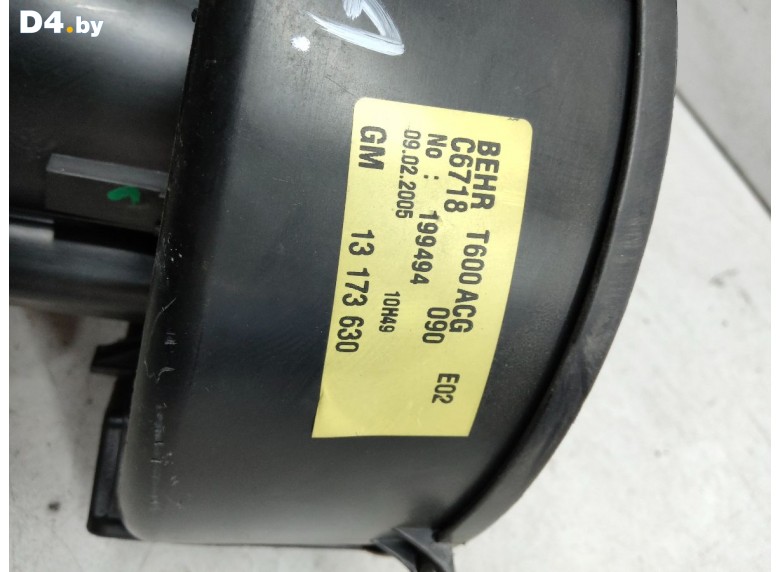 D4.by
BEHR T600ACG E02
C6718 090
No : 199494
09.02.2005 10H49
GM 13 173 630